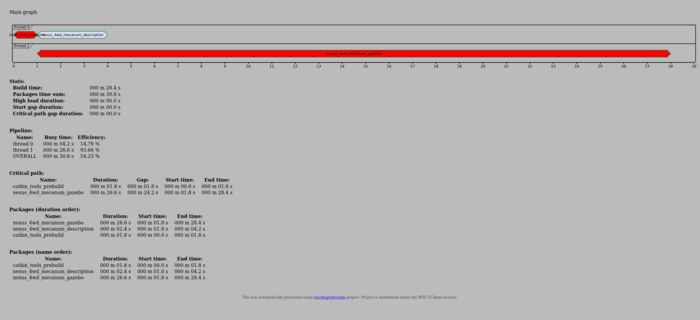 Main graph
thread 0
nexus_4wd_mecanum_description
thread 1
nexus_4wd_mecanum_gazebo
0 1 2 3 4 5 6 7 8 9 10 11 12 13 14 15 16 17 18 19 20 21 22 23 24 25 26 27 28 29
Stats:
Build time: 000 m 28.4 s
Packages time sum: 000 m 30.8 s
High load duration: 000 m 00.0 s
Start gap duration: 000 m 00.0 s
Critical path gap duration: 000 m 00.0 s
Pipeline:
Name: Busy time: Efficiency:
thread 0 000 m 04.2 s 14.79 %
thread 1 000 m 26.6 s 93.66 %
OVERALL 000 m 30.8 s 54.23 %
Critical path:
Name: Duration: Gap: Start time: End time:
catkin_tools_prebuild 000 m 01.8 s 000 m 01.8 s 000 m 00.0 s 000 m 01.8 s
nexus_4wd_mecanum_gazebo 000 m 26.6 s 000 m 24.2 s 000 m 01.8 s 000 m 28.4 s
Packages (duration order):
Name: Duration: Start time: End time:
nexus_4wd_mecanum_gazebo 000 m 26.6 s 000 m 01.8 s 000 m 28.4 s
nexus_4wd_mecanum_description 000 m 02.4 s 000 m 01.8 s 000 m 04.2 s
catkin_tools_prebuild 000 m 01.8 s 000 m 00.0 s 000 m 01.8 s
Packages (name order):
Name: Duration: Start time: End time:
catkin_tools_prebuild 000 m 01.8 s 000 m 00.0 s 000 m 01.8 s
nexus_4wd_mecanum_description 000 m 02.4 s 000 m 01.8 s 000 m 04.2 s
nexus_4wd_mecanum_gazebo 000 m 26.6 s 000 m 01.8 s 000 m 28.4 s
File was automatically generated using project. Project is distributed under the BSD 3-Clause license.